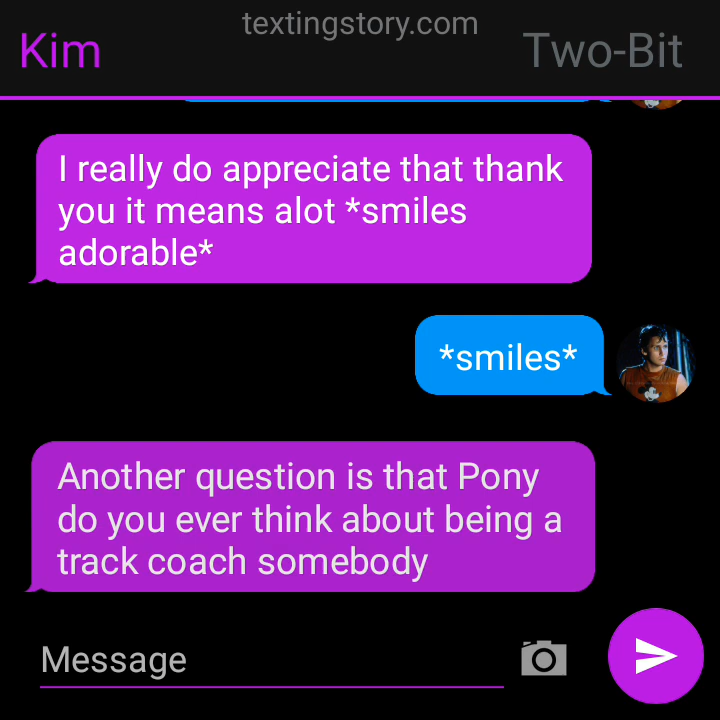 textingstory.com
Kim
Two-Bit
I really do appreciate that thank
you it means alot *smiles
adorable*
*smiles*
Another question is that Pony
do you ever think about being a
track coach somebody
Message